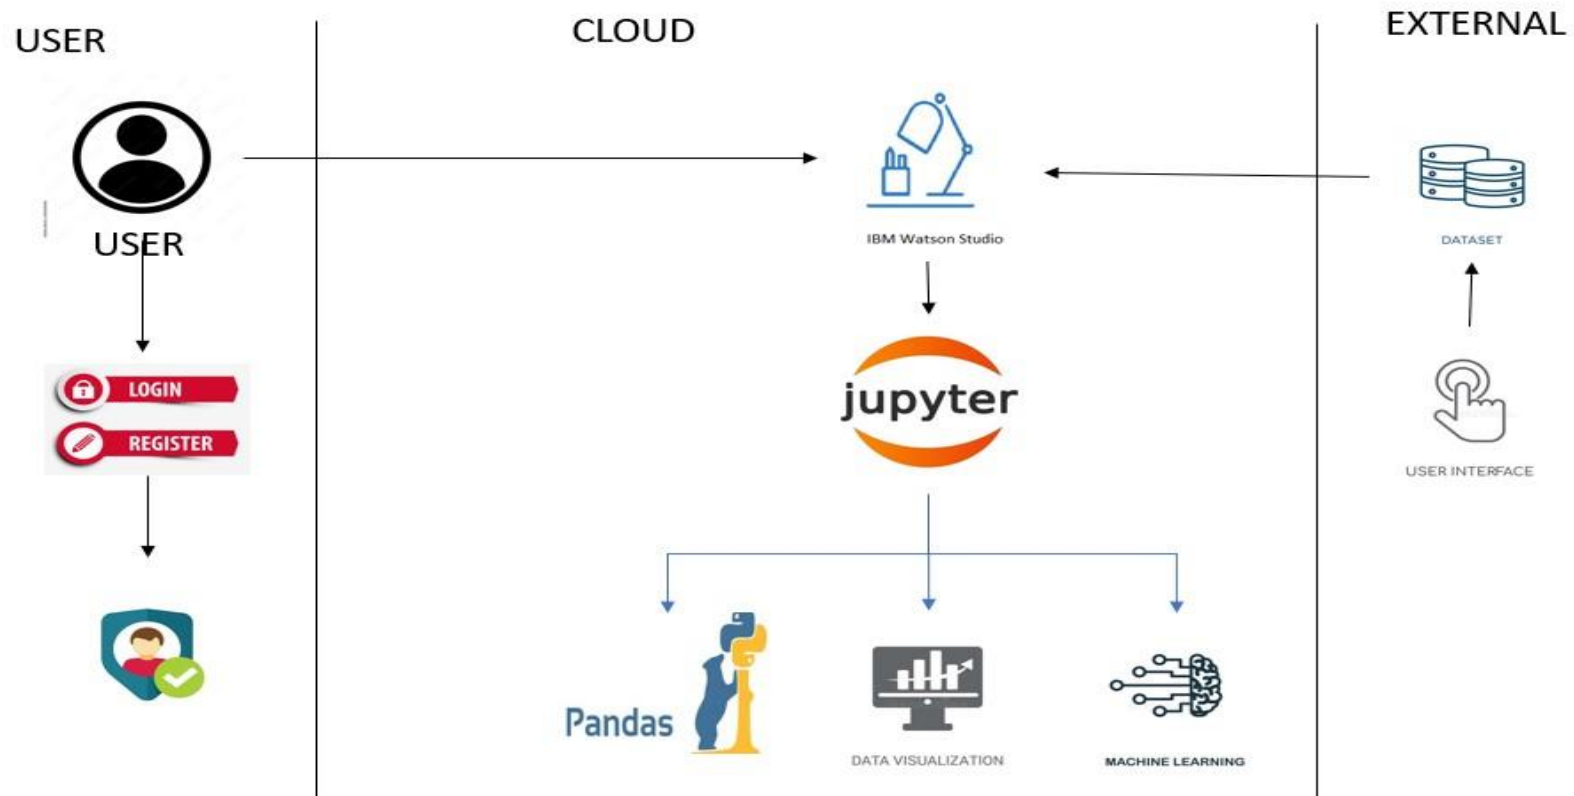 USER
CLOUD
EXTERNAL
USER
IBM Watson Studio
DATASET
LOGIN
REGISTER
jupyter
USER INTERFACE
Pandas
DATA VISUALIZATION
MACHINE LEARNING